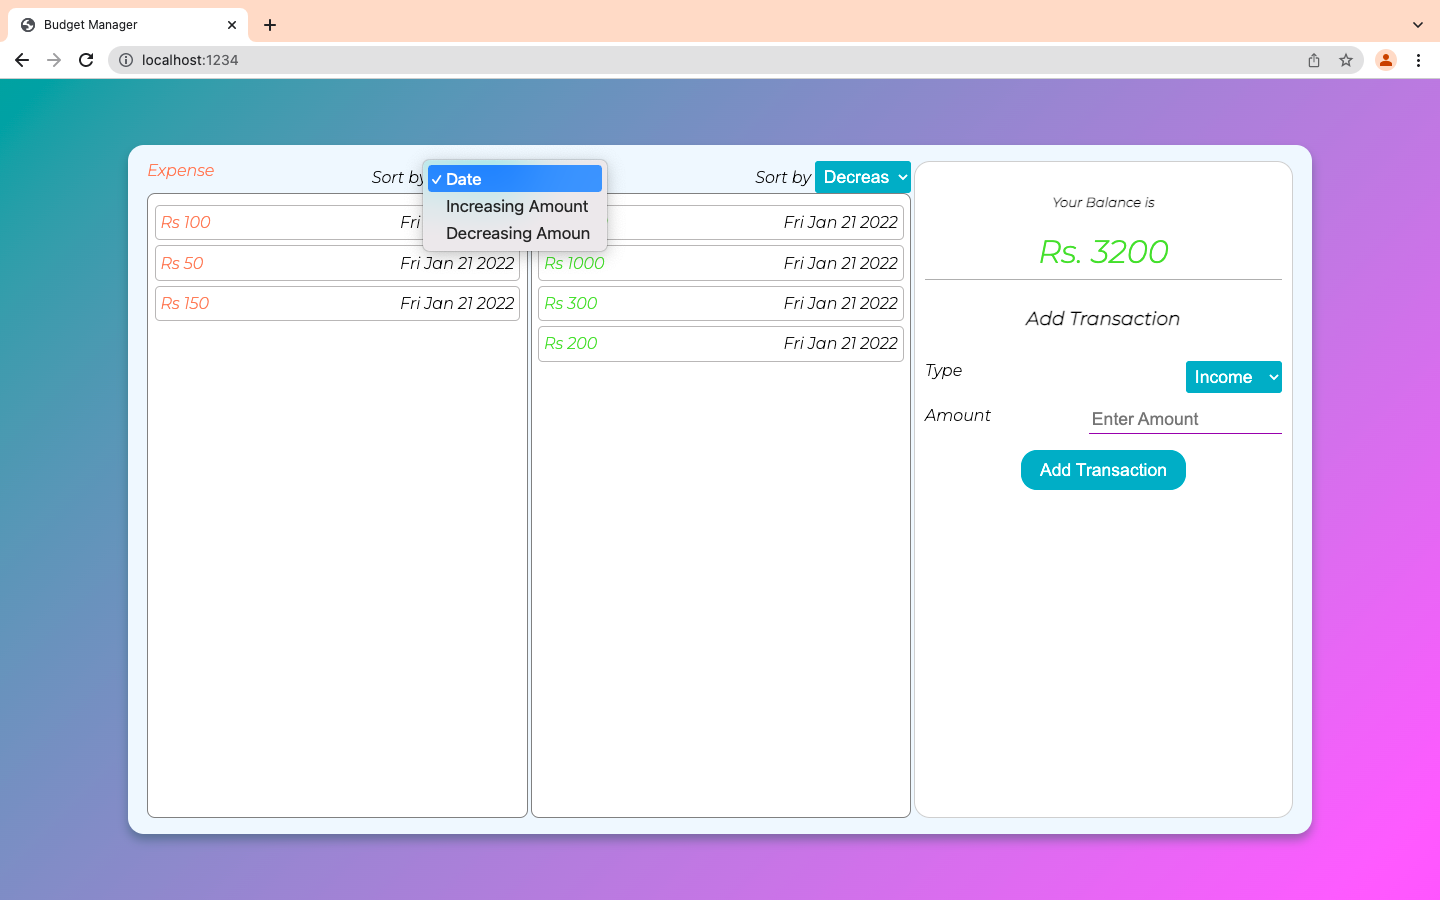 Budget Manager
localhost:1234
Expense
Sort by
Date
Increasing Amount
Decreasing Amoun
Sort by
Decreas
Rs 100
Fri
Rs 50
Fri Jan 21 2022
Rs 150
Fri Jan 21 2022
Fri Jan 21 2022
Rs 1000
Fri Jan 21 2022
Rs 300
Fri Jan 21 2022
Rs 200
Fri Jan 21 2022
Your Balance is
Rs. 3200
Add Transaction
Type
Income
Amount
Enter Amount
Add Transaction